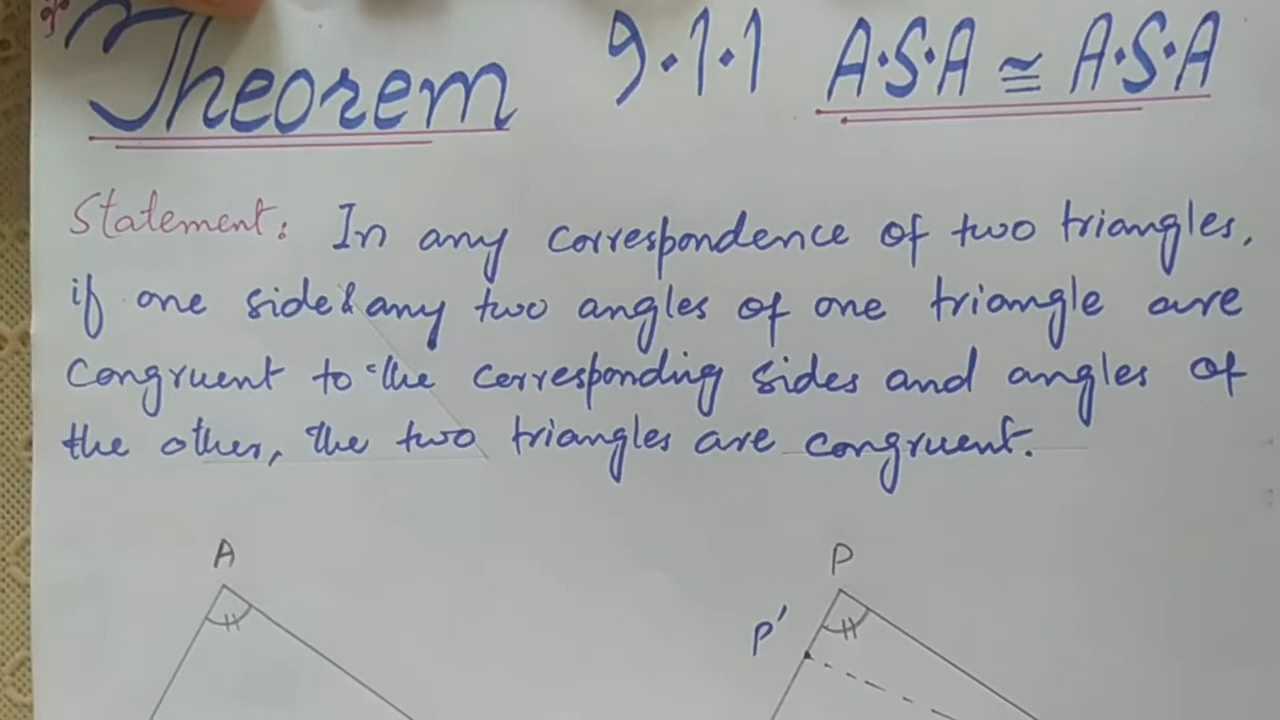 Theorem 9.1.1 A.S.A ≅ A.S.A
Statement: In any correspondence of two triangles,
if one side & any two angles of one triangle are
congruent to the corresponding sides and angles of
the other, the two triangles are congruent.
A
P
P'